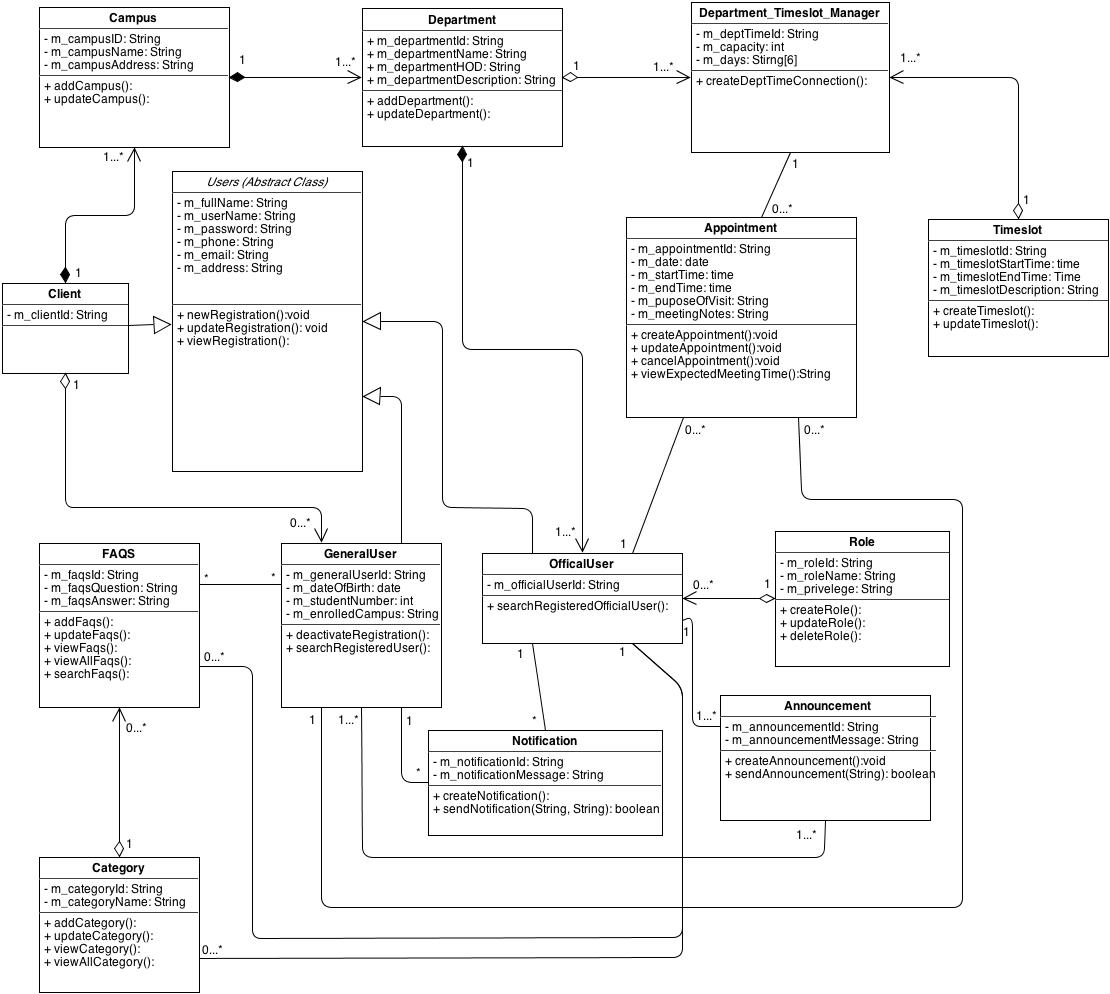 Campus
- m_campusID: String
- m_campusName: String
- m_campusAddress: String
+ addCampus():
+ updateCampus():
1
1...*
Department
+ m_departmentId: String
+ m_departmentName: String
+ m_departmentHOD: String
+ m_departmentDescription: String
+ addDepartment():
+ updateDepartment():
1
1...*
Department_Timeslot_Manager
- m_deptTimeId: String
- m_capacity: int
- m_days: Stirng[6]
+ createDeptTimeConnection():
1...*
1...*
1
1
0...*
1
Users (Abstract Class)
- m_fullName: String
- m_userName: String
- m_password: String
- m_phone: String
- m_email: String
- m_address: String
+ newRegistration():void
+ updateRegistration(): void
+ viewRegistration():
Appointment
- m_appointmentId: String
- m_date: date
- m_startTime: time
- m_endTime: time
- m_puposeOfVisit: String
- m_meetingNotes: String
+ createAppointment():void
+ updateAppointment():void
+ cancelAppointment():void
+ viewExpectedMeetingTime():String
Timeslot
- m_timeslotId: String
- m_timeslotStartTime: time
- m_timeslotEndTime: Time
- m_timeslotDescription: String
+ createTimeslot():
+ updateTimeslot():
1
Client
- m_clientId: String
1
0...*
0...*
0...*
1...*
1
FAQS
- m_faqsId: String
- m_faqsQuestion: String
- m_faqsAnswer: String
+ addFaqs():
+ updateFaqs():
+ viewFaqs():
+ viewAllFaqs():
+ searchFaqs():
*
*
0...*
GeneralUser
- m_generalUserId: String
- m_dateOfBirth: date
- m_studentNumber: int
- m_enrolledCampus: String
+ deactivateRegistration():
+ searchRegisteredUser():
OfficalUser
- m_officialUserId: String
+ searchRegisteredOfficialUser():
0...*
1
Role
- m_roleId: String
- m_roleName: String
- m_privelege: String
+ createRole():
+ updateRole():
+ deleteRole():
1
1
1
1...*
0...*
1
1...*
1
*
*
Notification
- m_notificationId: String
- m_notificationMessage: String
+ createNotification():
+ sendNotification(String, String): boolean
Announcement
- m_announcementId: String
- m_announcementMessage: String
+ createAnnouncement():void
+ sendAnnouncement(String): boolean
1...*
1
Category
- m_categoryId: String
- m_categoryName: String
+ addCategory():
+ updateCategory():
+ viewCategory():
+ viewAllCategory():
0...*